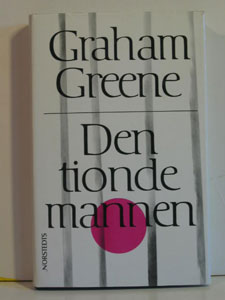 Graham
Greene
Den
tionde
mannen
NORSTEDTS